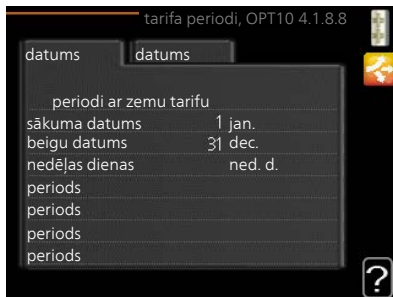 tarifa periodi, OPT10 4.1.8.8
datums datums
periodi ar zemu tarifu
sākuma datums 1 jan.
beigu datums 31 dec.
nedēļas dienas ned. d.
periods
periods
periods
periods
?